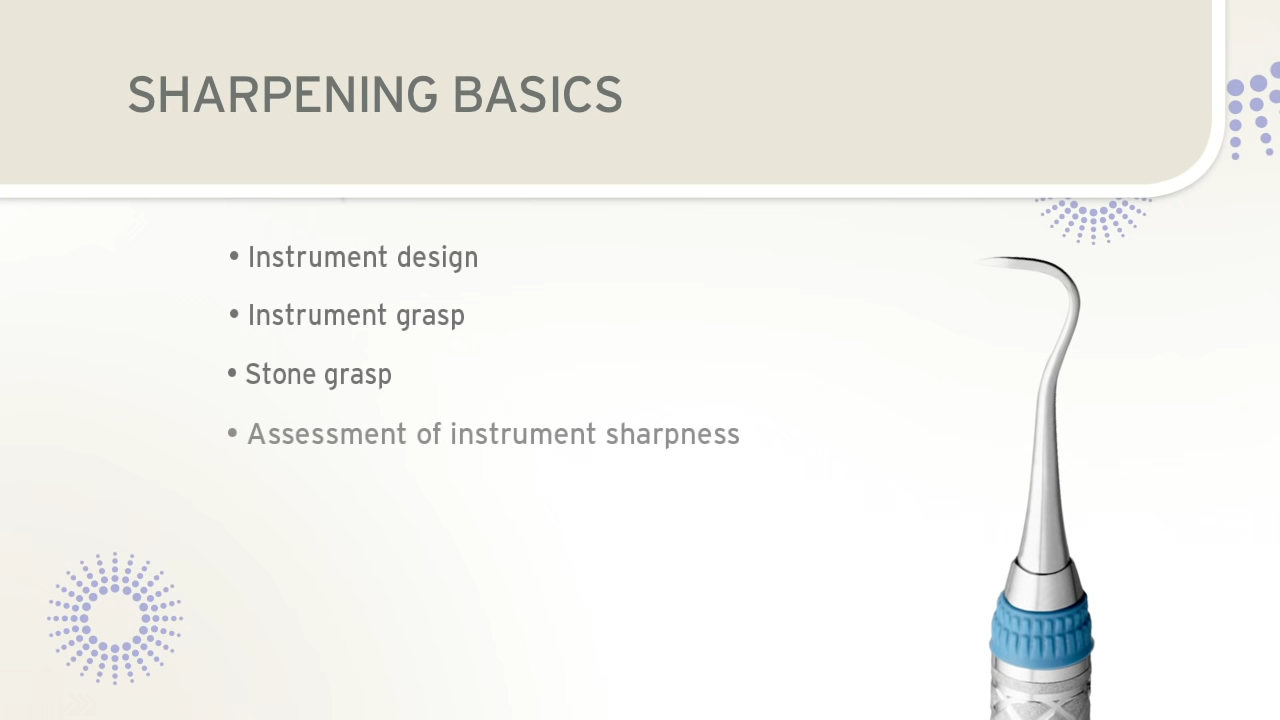 SHARPENING BASICS
• Instrument design
• Instrument grasp
• Stone grasp
• Assessment of instrument sharpness